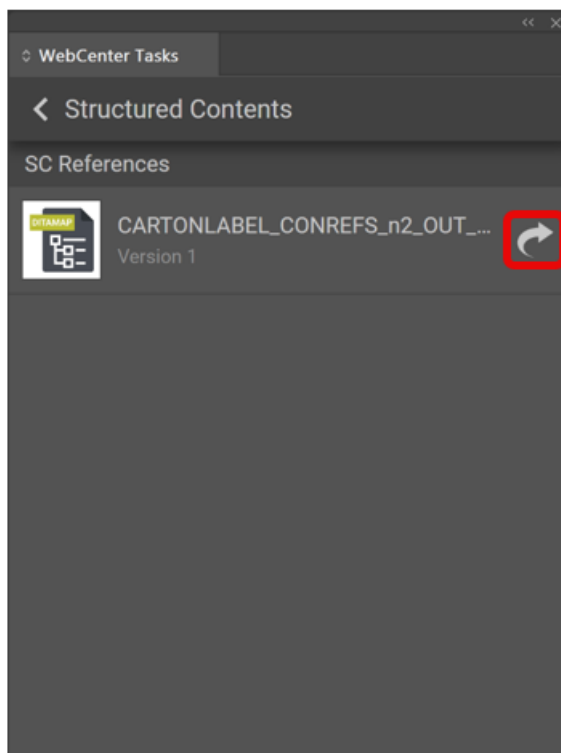 WebCenter Tasks
Structured Contents
SC References
DITAMAP
CARTONLABEL_CONREFS_n2_OUT_...
Version 1